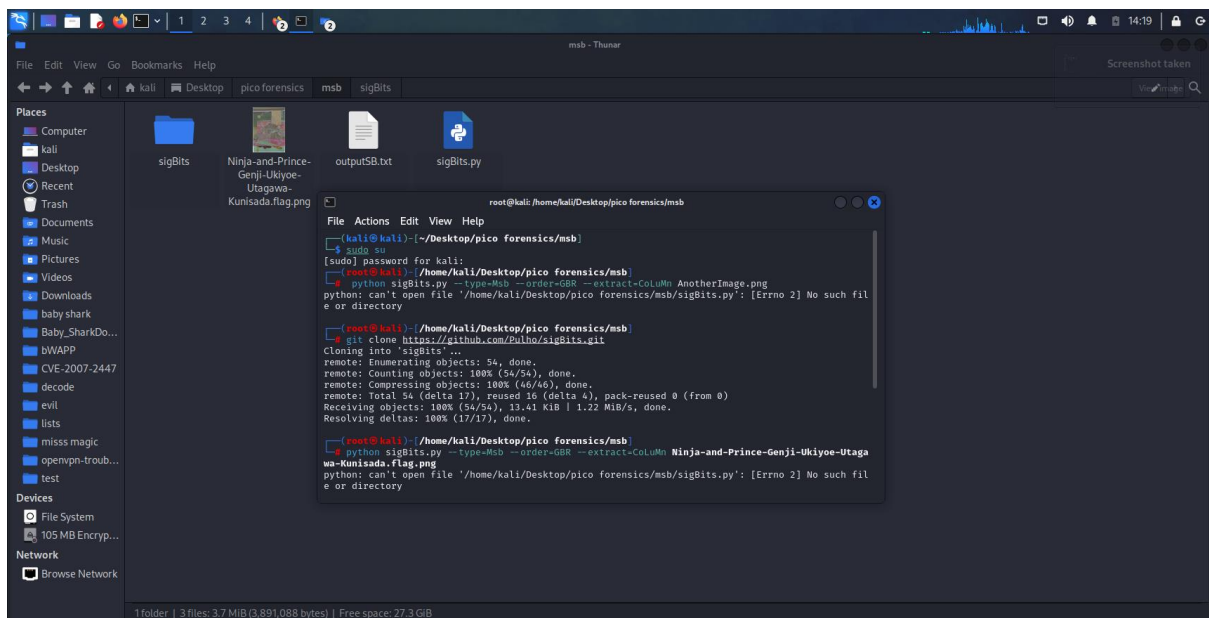 1 2 3 4
2
2
14:19
msb - Thunar
File Edit View Go Bookmarks Help
Screenshot taken
kali Desktop pico forensics msb sigBits
View image
Places
Computer
kali
Desktop
Recent
Trash
Documents
Music
Pictures
Videos
Downloads
baby shark
Baby_SharkDo...
bWAPP
CVE-2007-2447
decode
evil
lists
misss magic
openvpn-troub...
test
Devices
File System
105 MB Encryp...
Network
Browse Network
sigBits
Ninja-and-Prince-
Genji-Ukiyoe-
Utagawa-
Kunisada.flag.png
outputSB.txt
sigBits.py
root@kali: /home/kali/Desktop/pico forensics/msb
File Actions Edit View Help
┌──(kali㉿kali)-[~/Desktop/pico forensics/msb]
└─$ sudo su
[sudo] password for kali:
┌──(root㉿kali)-[/home/kali/Desktop/pico forensics/msb]
└─# python sigBits.py --type=Msb --order=GBR --extract=CoLuMn AnotherImage.png
python: can't open file '/home/kali/Desktop/pico forensics/msb/sigBits.py': [Errno 2] No such fil
e or directory
┌──(root㉿kali)-[/home/kali/Desktop/pico forensics/msb]
└─# git clone https://github.com/Pulho/sigBits.git
Cloning into 'sigBits'...
remote: Enumerating objects: 54, done.
remote: Counting objects: 100% (54/54), done.
remote: Compressing objects: 100% (46/46), done.
remote: Total 54 (delta 17), reused 16 (delta 4), pack-reused 0 (from 0)
Receiving objects: 100% (54/54), 13.41 KiB | 1.22 MiB/s, done.
Resolving deltas: 100% (17/17), done.
┌──(root㉿kali)-[/home/kali/Desktop/pico forensics/msb]
└─# python sigBits.py --type=Msb --order=GBR --extract=CoLuMn Ninja-and-Prince-Genji-Ukiyoe-Utaga
wa-Kunisada.flag.png
python: can't open file '/home/kali/Desktop/pico forensics/msb/sigBits.py': [Errno 2] No such fil
e or directory
1 folder | 3 files: 3.7 MiB (3,891,088 bytes) | Free space: 27.3 GiB